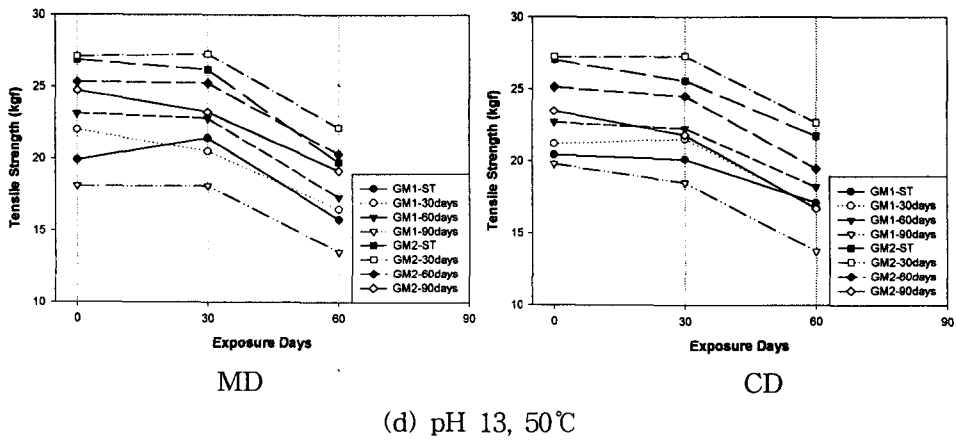 30
25
20
15
10
Tensile Strength (kgf)
0
30
60
90
Exposure Days
GM1-ST
GM1-30days
GM1-60days
GM1-90days
GM2-ST
GM2-30days
GM2-60days
GM2-90days
MD
30
25
20
15
10
Tensile Strength (kgf)
0
30
60
90
Exposure Days
GM1-ST
GM1-30days
GM1-60days
GM1-90days
GM2-ST
GM2-30days
GM2-60days
GM2-90days
CD
(d) pH 13, 50℃